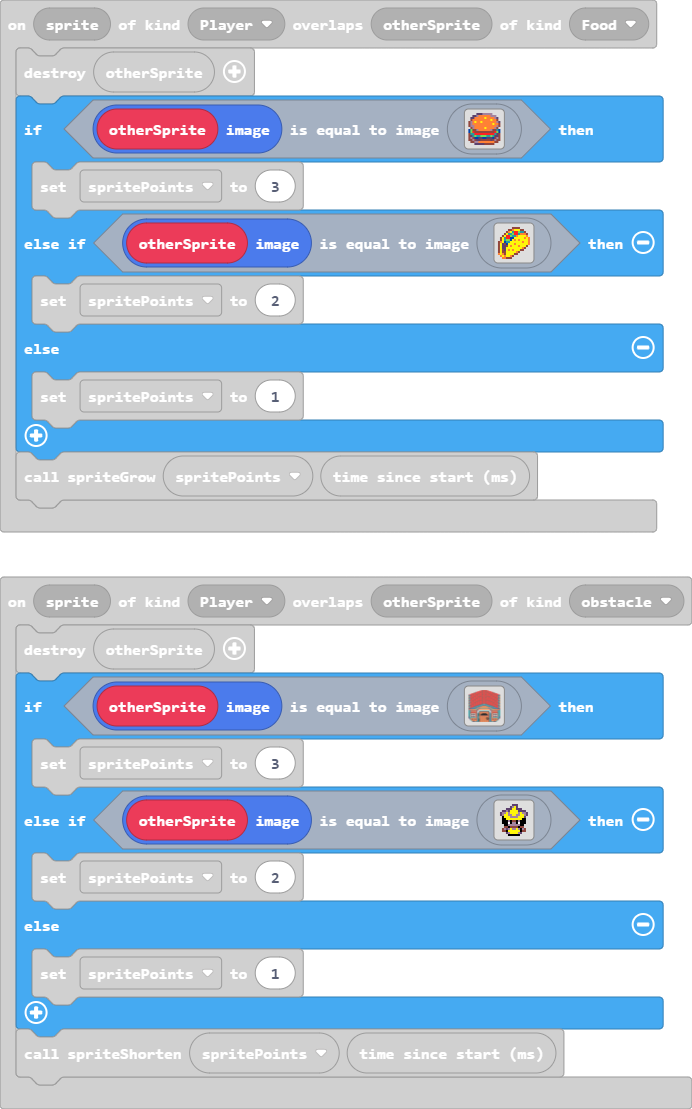 on sprite of kind Player overlaps otherSprite of kind Food
destroy otherSprite
if otherSprite image is equal to image then
set spritePoints to 3
else if otherSprite image is equal to image then
set spritePoints to 2
else
set spritePoints to 1
call spriteGrow spritePoints time since start (ms)
on sprite of kind Player overlaps otherSprite of kind obstacle
destroy otherSprite
if otherSprite image is equal to image then
set spritePoints to 3
else if otherSprite image is equal to image then
set spritePoints to 2
else
set spritePoints to 1
call spriteShorten spritePoints time since start (ms)